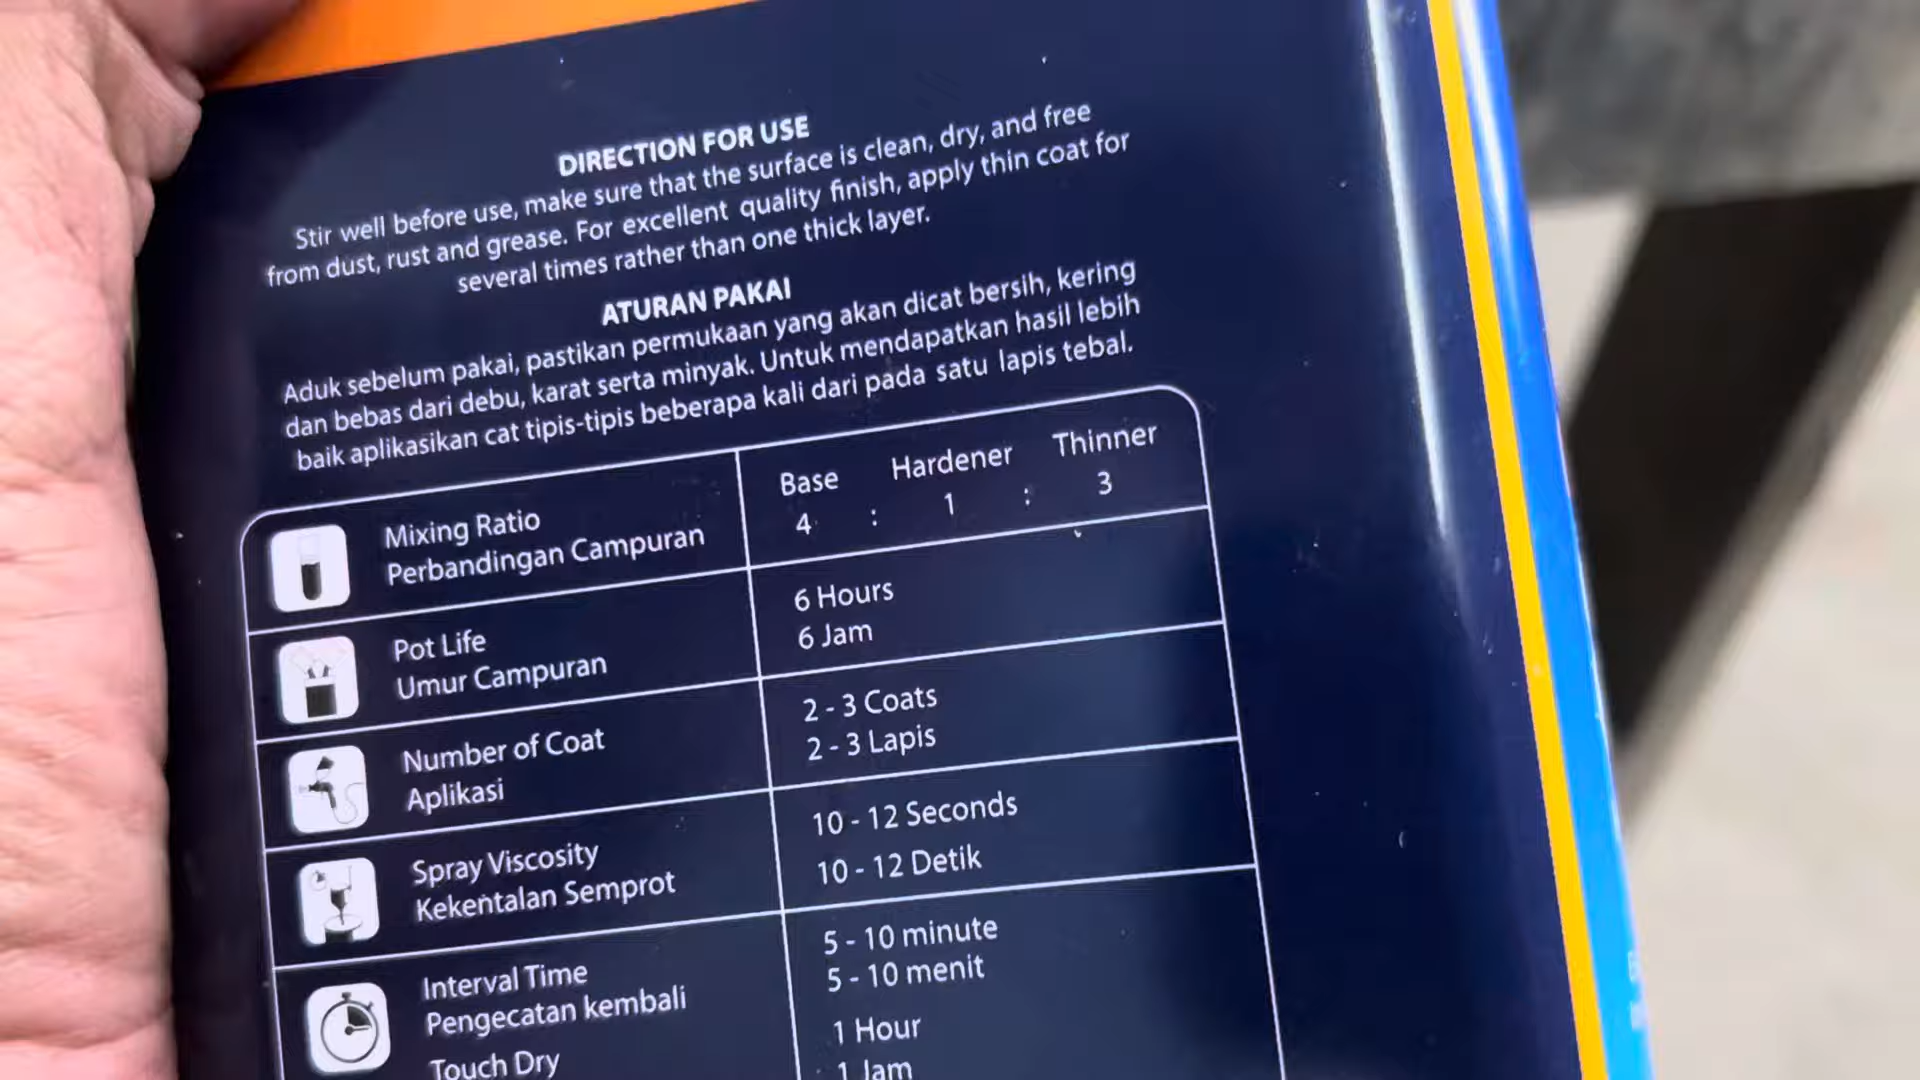 DIRECTION FOR USE
Stir well before use, make sure that the surface is clean, dry, and free
from dust, rust and grease. For excellent quality finish, apply thin coat for
several times rather than one thick layer.
ATURAN PAKAI
Aduk sebelum pakai, pastikan permukaan yang akan dicat bersih, kering
dan bebas dari debu, karat serta minyak. Untuk mendapatkan hasil lebih
baik aplikasikan cat tipis-tipis beberapa kali dari pada satu lapis tebal.
Base Hardener Thinner
Mixing Ratio
4 : 1 : 3
Perbandingan Campuran
Pot Life
6 Hours
Umur Campuran
6 Jam
Number of Coat
2 - 3 Coats
Aplikasi
2 - 3 Lapis
Spray Viscosity
10 - 12 Seconds
Kekentalan Semprot
10 - 12 Detik
Interval Time
5 - 10 minute
Pengecatan kembali
5 - 10 menit
Touch Dry
1 Hour
1 Jam